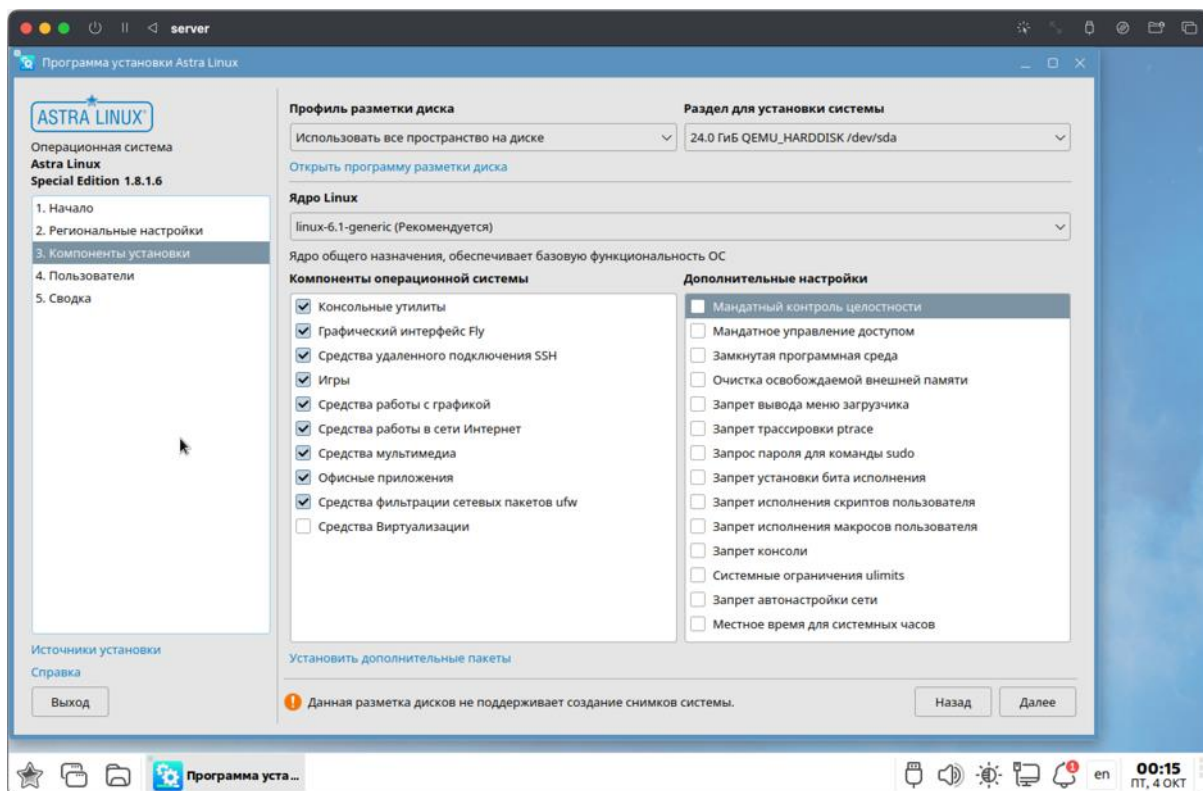 server
Программа установки Astra Linux
ASTRA LINUX®
Операционная система
Astra Linux
Special Edition 1.8.1.6
1. Начало
2. Региональные настройки
3. Компоненты установки
4. Пользователи
5. Сводка
Источники установки
Справка
Выход
Профиль разметки диска
Использовать все пространство на диске
Открыть программу разметки диска
Раздел для установки системы
24.0 ГиБ QEMU_HARDDISK /dev/sda
Ядро Linux
linux-6.1-generic (Рекомендуется)
Ядро общего назначения, обеспечивает базовую функциональность ОС
Компоненты операционной системы
Консольные утилиты
Графический интерфейс Fly
Средства удаленного подключения SSH
Игры
Средства работы с графикой
Средства работы в сети Интернет
Средства мультимедиа
Офисные приложения
Средства фильтрации сетевых пакетов ufw
Средства Виртуализации
Дополнительные настройки
Мандатный контроль целостности
Мандатное управление доступом
Замкнутая программная среда
Очистка освобождаемой внешней памяти
Запрет вывода меню загрузчика
Запрет трассировки ptrace
Запрос пароля для команды sudo
Запрет установки бита исполнения
Запрет исполнения скриптов пользователя
Запрет исполнения макросов пользователя
Запрет консоли
Системные ограничения ulimits
Запрет автонастройки сети
Местное время для системных часов
Установить дополнительные пакеты
Данная разметка дисков не поддерживает создание снимков системы.
Назад
Далее
Программа уста...
1
en
00:15
ПТ, 4 ОКТ